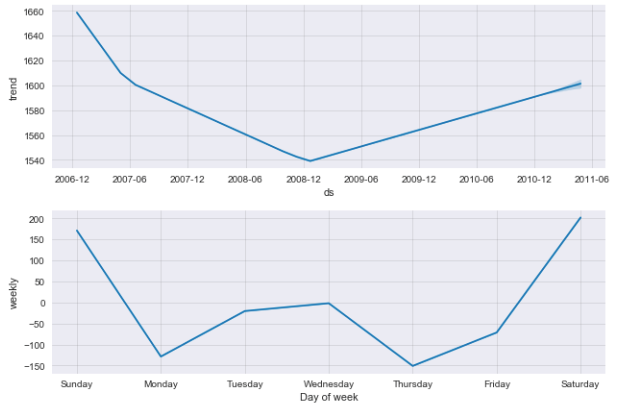 1660
1640
1620
1600
1580
1560
1540
trend
2006-12 2007-06 2007-12 2008-06 2008-12 2009-06 2009-12 2010-06 2010-12 2011-06
ds
200
150
100
50
0
−50
−100
−150
weekly
Sunday Monday Tuesday Wednesday Thursday Friday Saturday
Day of week